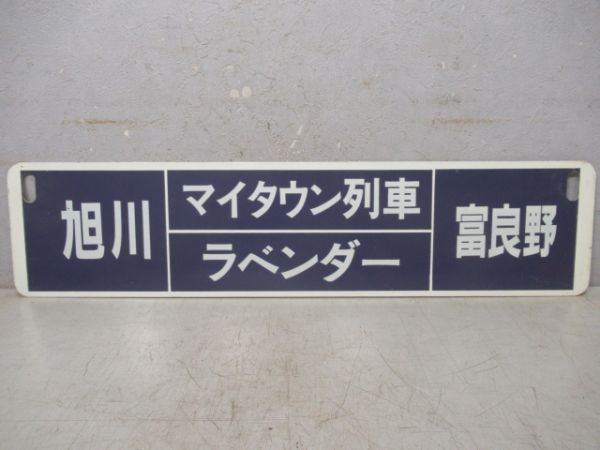 旭川
マイタウン列車
ラベンダー
富良野